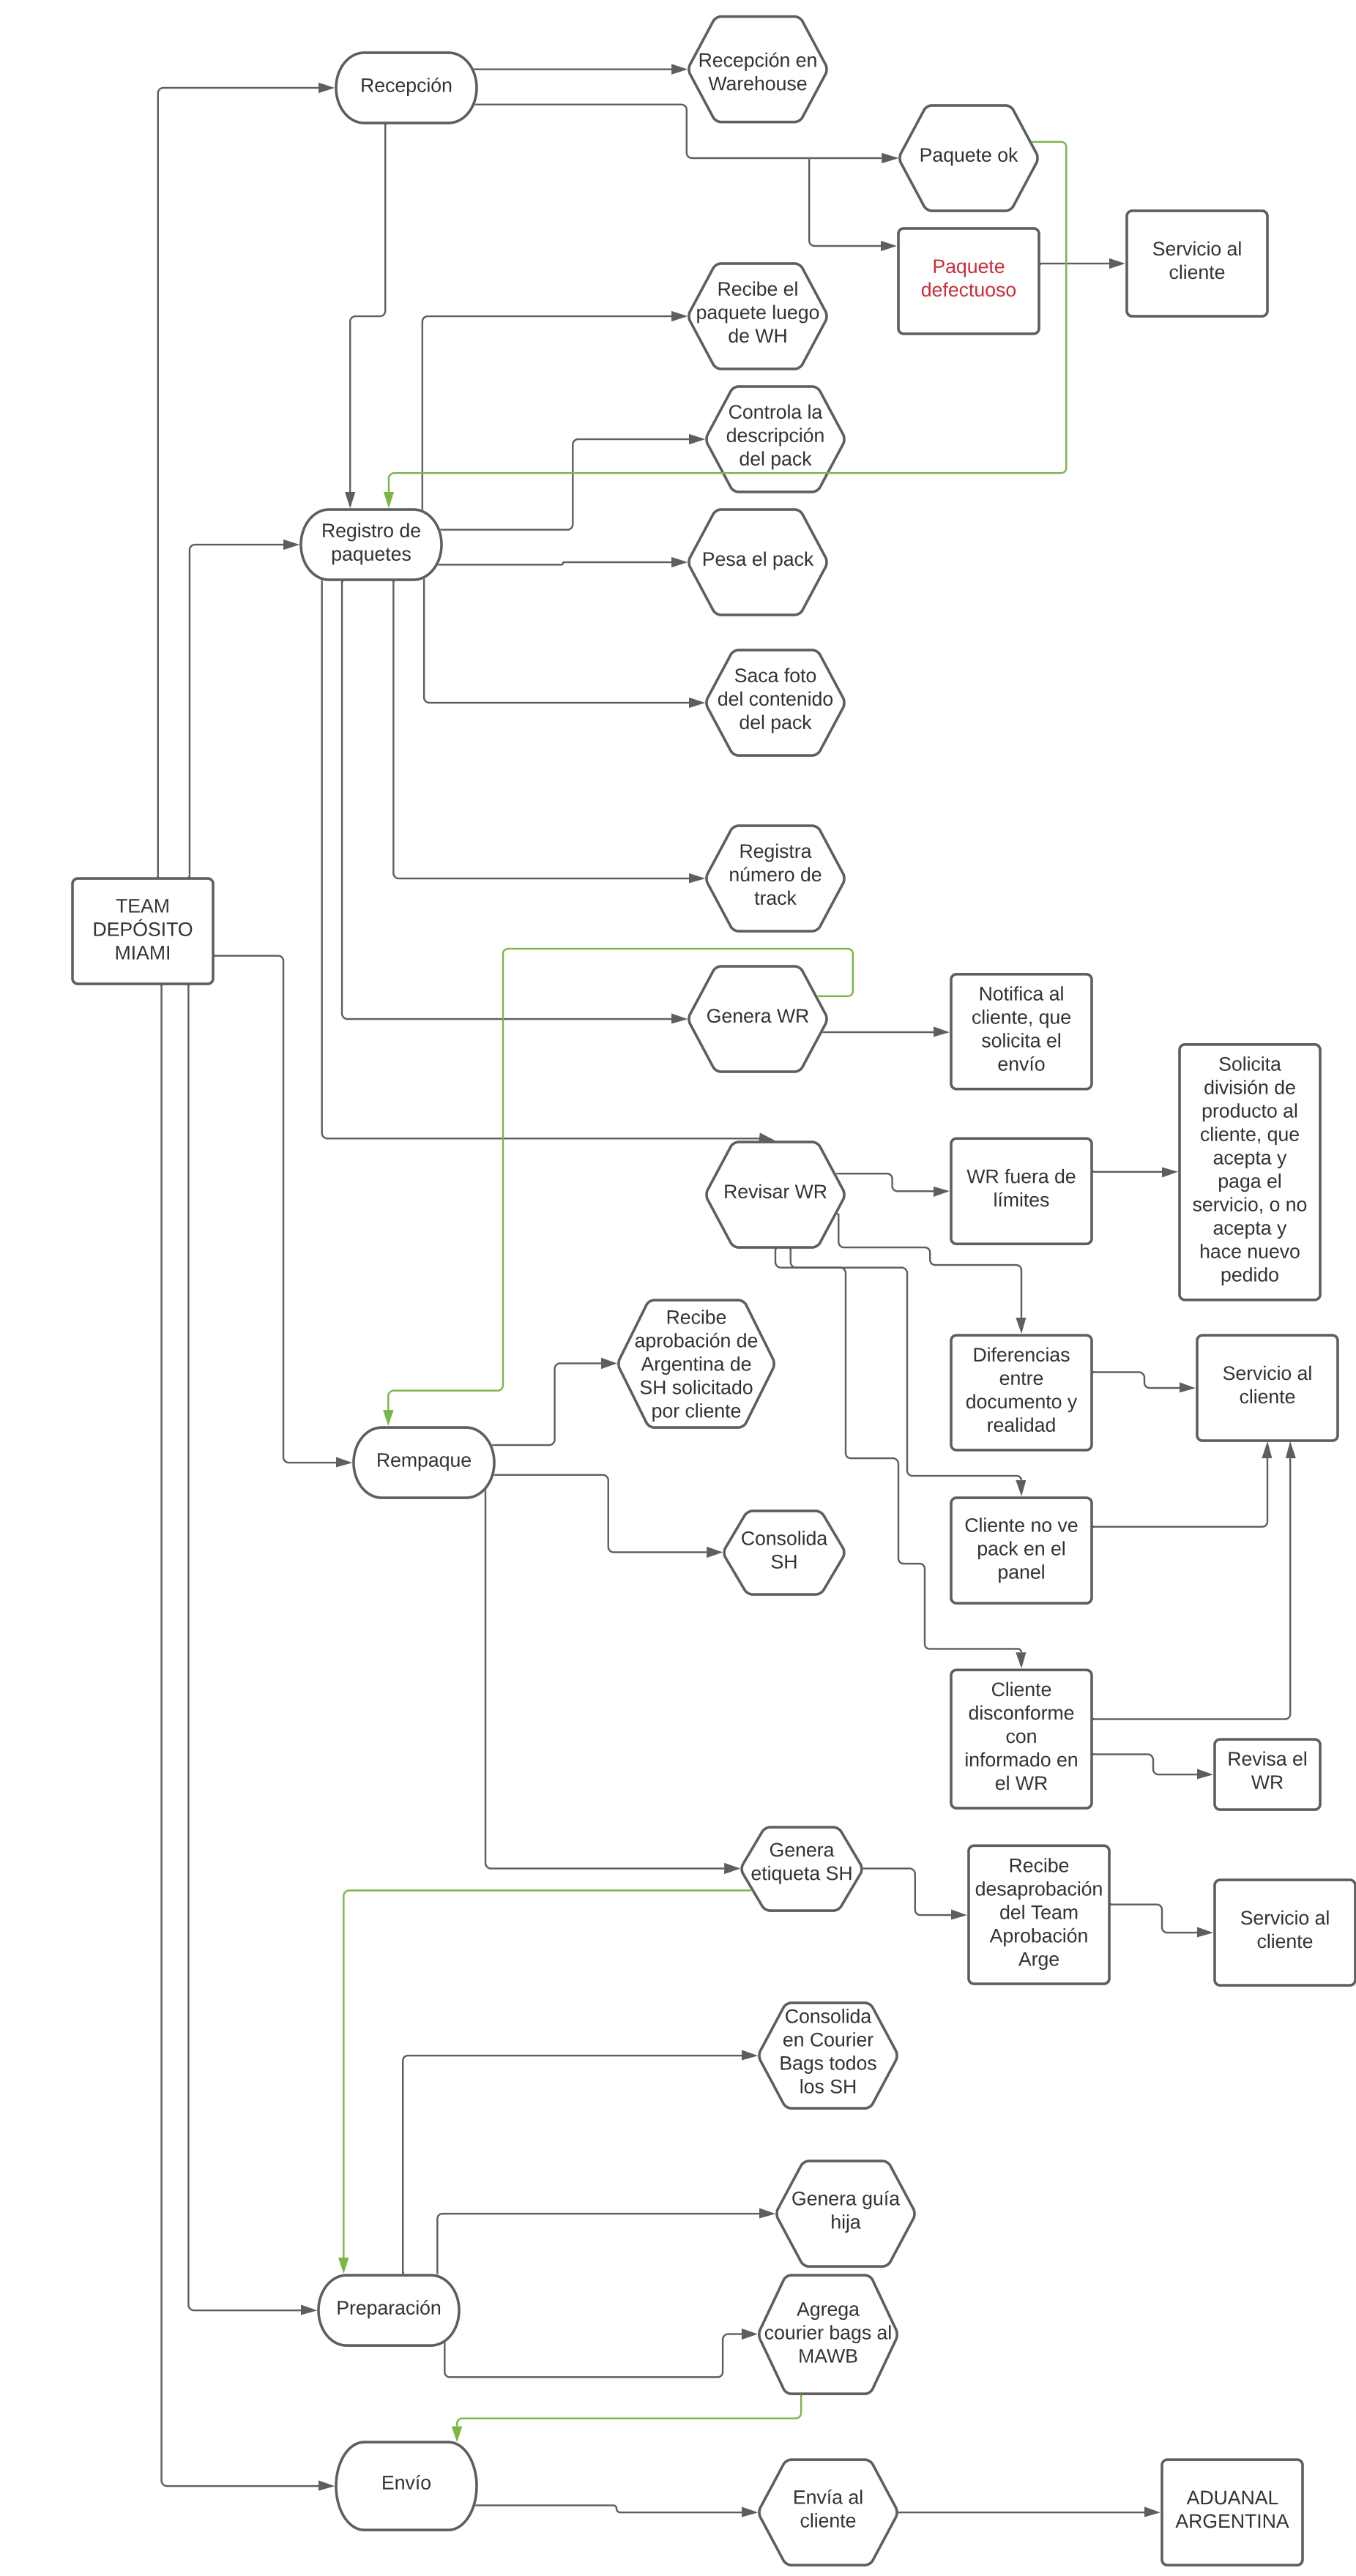 Recepción en
Warehouse
Recepción
Paquete ok
Servicio al
cliente
Paquete
defectuoso
Recibe el
paquete luego
de WH
Controla la
descripción
del pack
Registro de
paquetes
Pesa el pack
Saca foto
del contenido
del pack
Registra
número de
track
TEAM
DEPÓSITO
MIAMI
Genera WR
Notifica al
cliente, que
solicita el
envío
Solicita
división de
producto al
cliente, que
acepta y
paga el
servicio, o no
acepta y
hace nuevo
pedido
WR fuera de
límites
Revisar WR
Recibe
aprobación de
Argentina de
SH solicitado
por cliente
Diferencias
entre
documento y
realidad
Servicio al
cliente
Rempaque
Consolida
SH
Cliente no ve
pack en el
panel
Cliente
disconforme
con
informado en
el WR
Revisa el
WR
Genera
etiqueta SH
Recibe
desaprobación
del Team
Aprobación
Arge
Servicio al
cliente
Consolida
en Courier
Bags todos
los SH
Genera guía
hija
Preparación
Agrega
courier bags al
MAWB
Envío
Envía al
cliente
ADUANAL
ARGENTINA